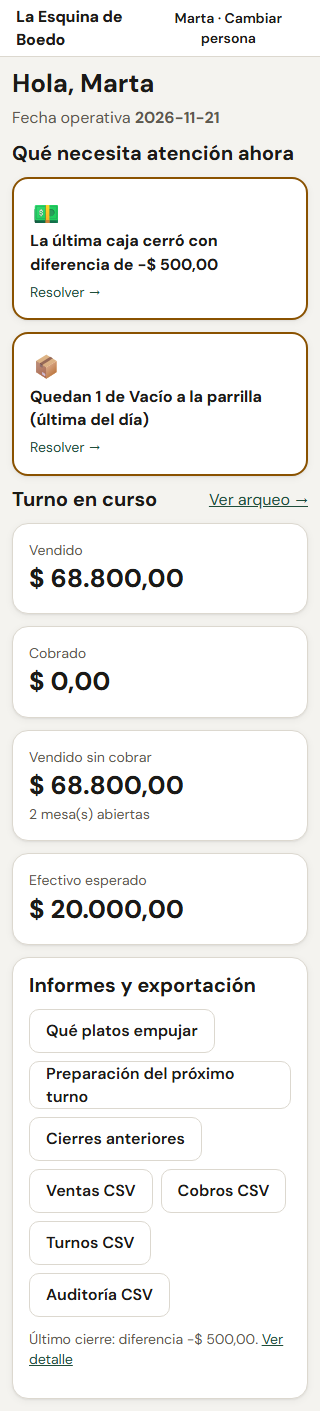 La Esquina de
Boedo
Marta · Cambiar
persona
Hola, Marta
Fecha operativa 2026-11-21
Qué necesita atención ahora
La última caja cerró con
diferencia de -$ 500,00
Resolver →
Quedan 1 de Vacío a la parrilla
(última del día)
Resolver →
Turno en curso
Ver arqueo →
Vendido
$ 68.800,00
Cobrado
$ 0,00
Vendido sin cobrar
$ 68.800,00
2 mesa(s) abiertas
Efectivo esperado
$ 20.000,00
Informes y exportación
Qué platos empujar
Preparación del próximo
turno
Cierres anteriores
Ventas CSV
Cobros CSV
Turnos CSV
Auditoría CSV
Último cierre: diferencia -$ 500,00. Ver
detalle